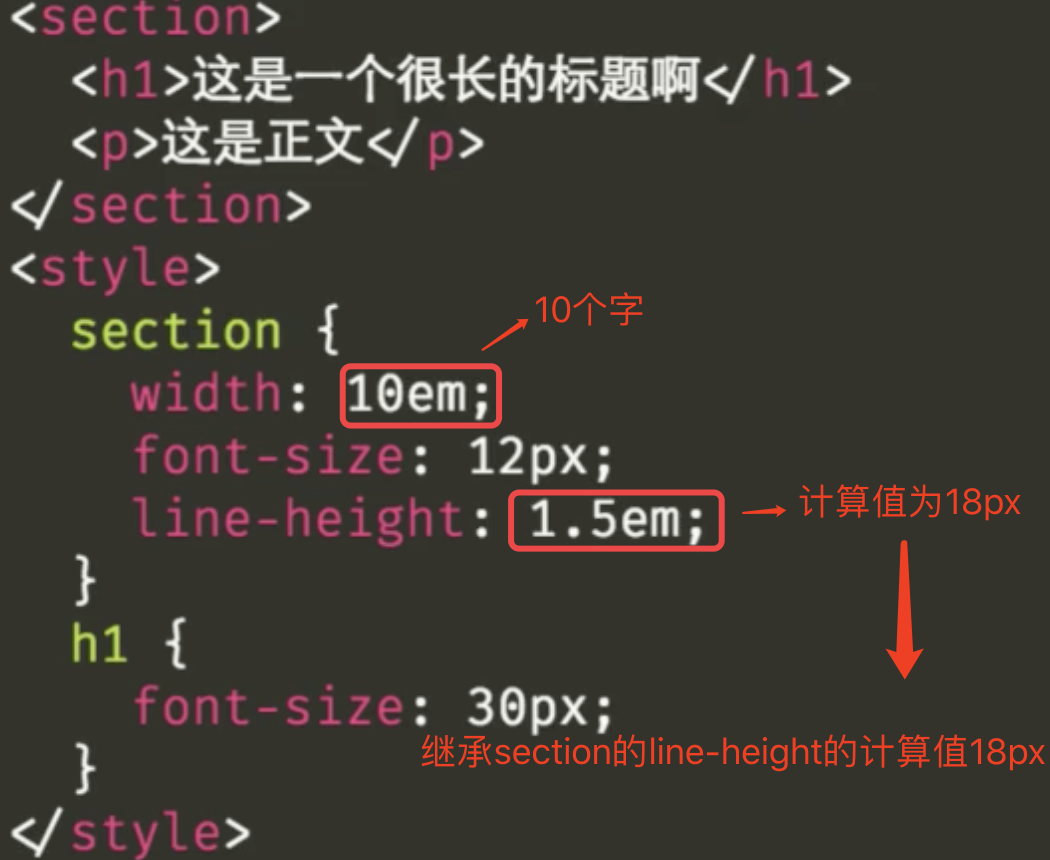 <section>
<h1>这是一个很长的标题啊</h1>
<p>这是正文</p>
</section>
<style>
section {
10个字
width: 10em;
font-size: 12px;
line-height: 1.5em;
计算值为18px
}
h1 {
font-size: 30px;
继承section的line-height的计算值18px
}
</style>